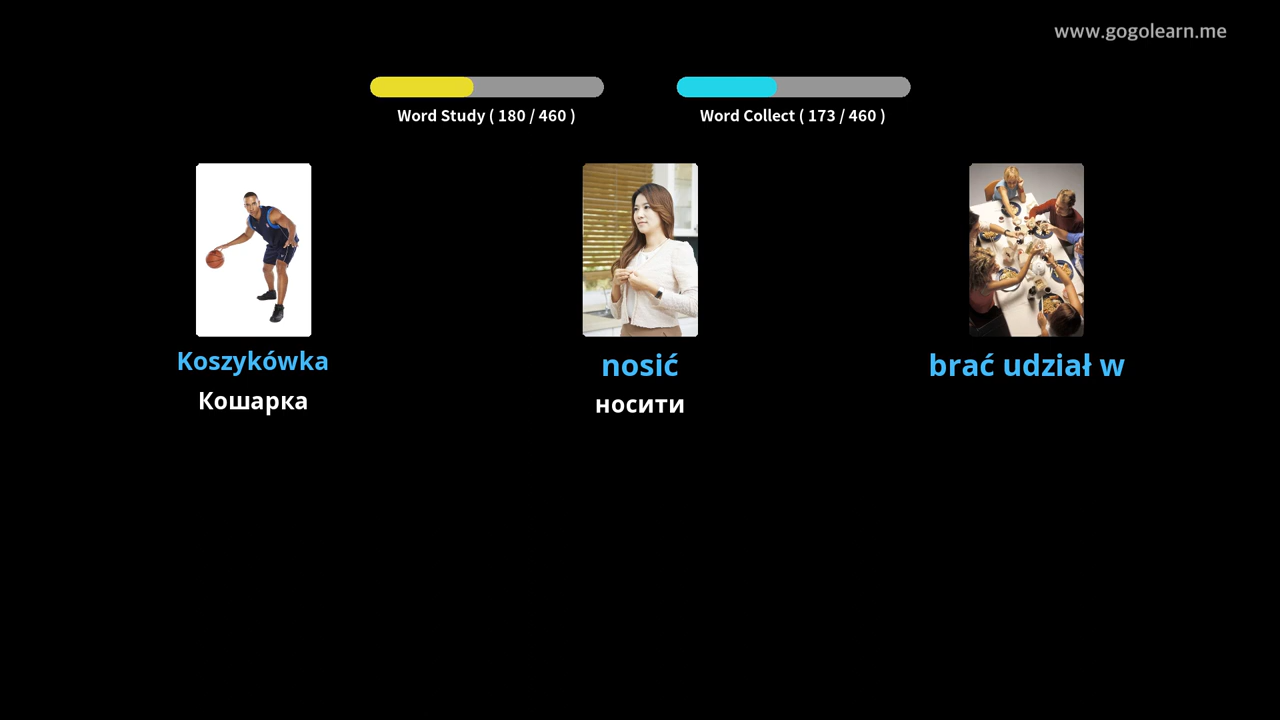 www.gogolearn.me
Word Study ( 180 / 460 )
Word Collect ( 173 / 460 )
Koszykówka
Кошарка
nosić
носити
brać udział w